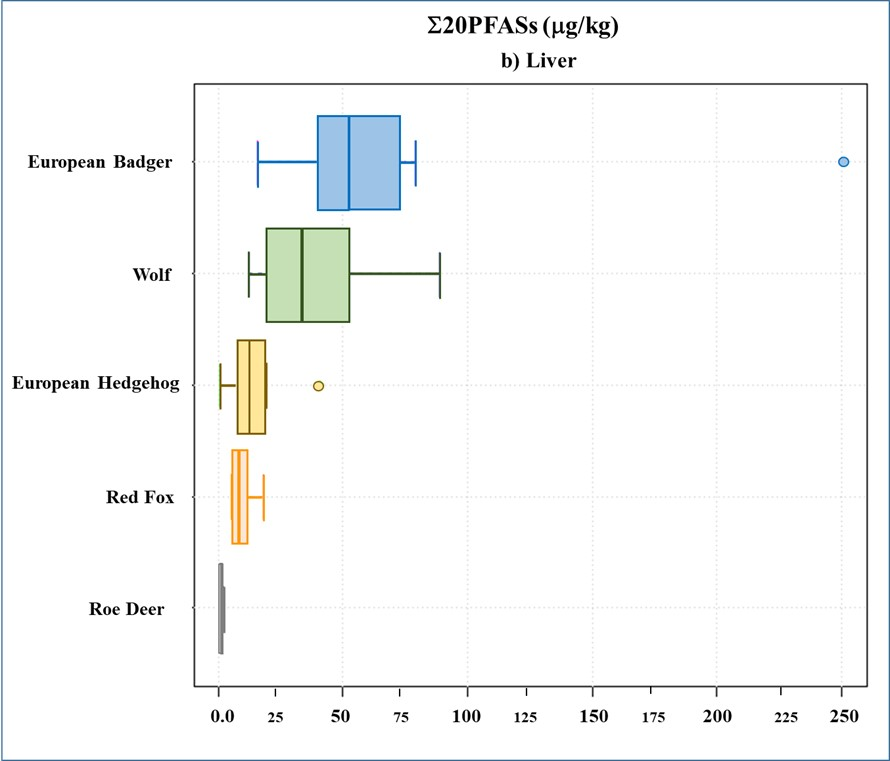 Σ20PFASs (µg/kg)
b) Liver
European Badger
Wolf
European Hedgehog
Red Fox
Roe Deer
0.0 25 50 75 100 125 150 175 200 225 250